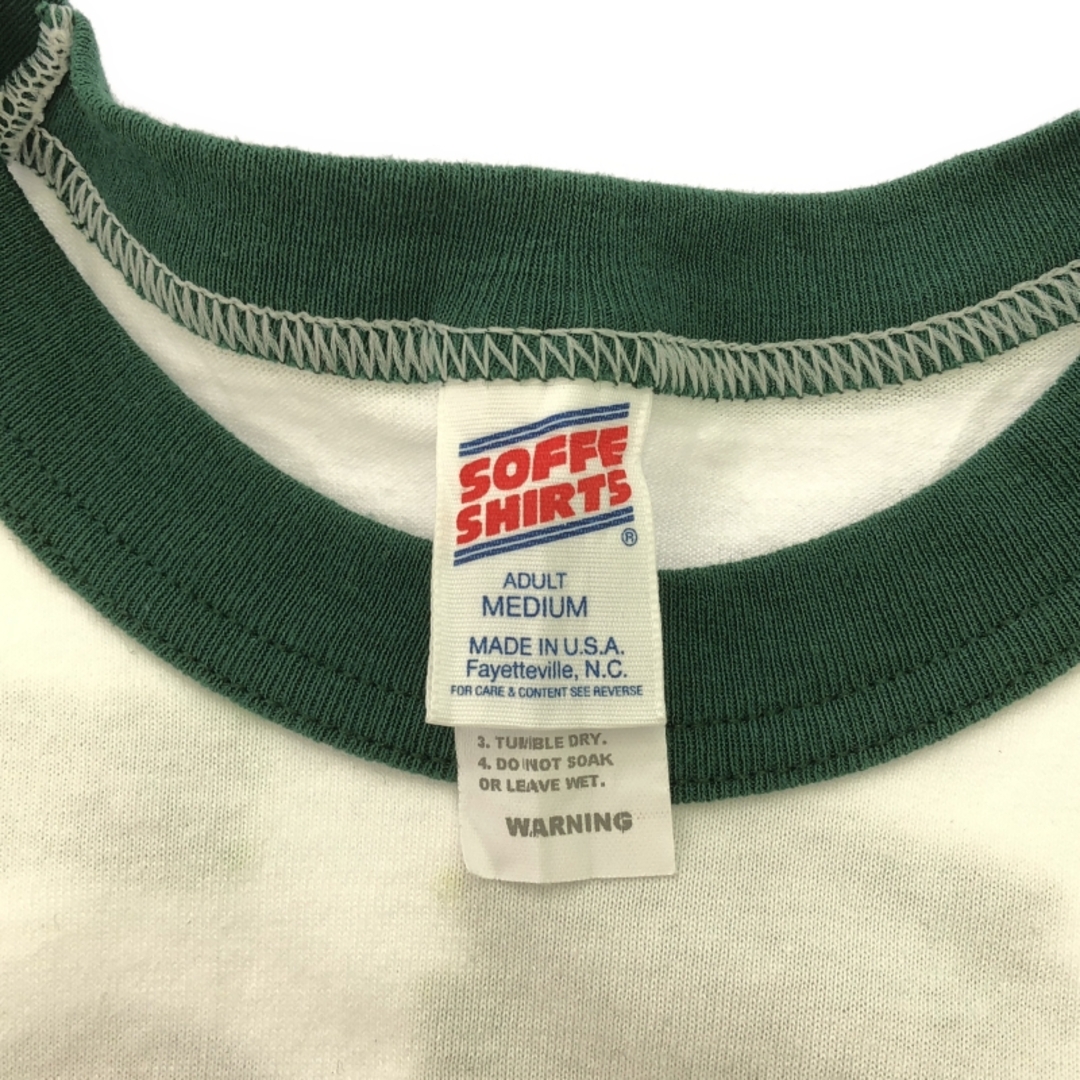 SOFFE
SHIRTS
®
ADULT
MEDIUM
MADE IN U.S.A.
Fayetteville, N.C.
FOR CARE & CONTENT SEE REVERSE
3. TUMBLE DRY.
4. DO NOT SOAK
OR LEAVE WET.
WARNING